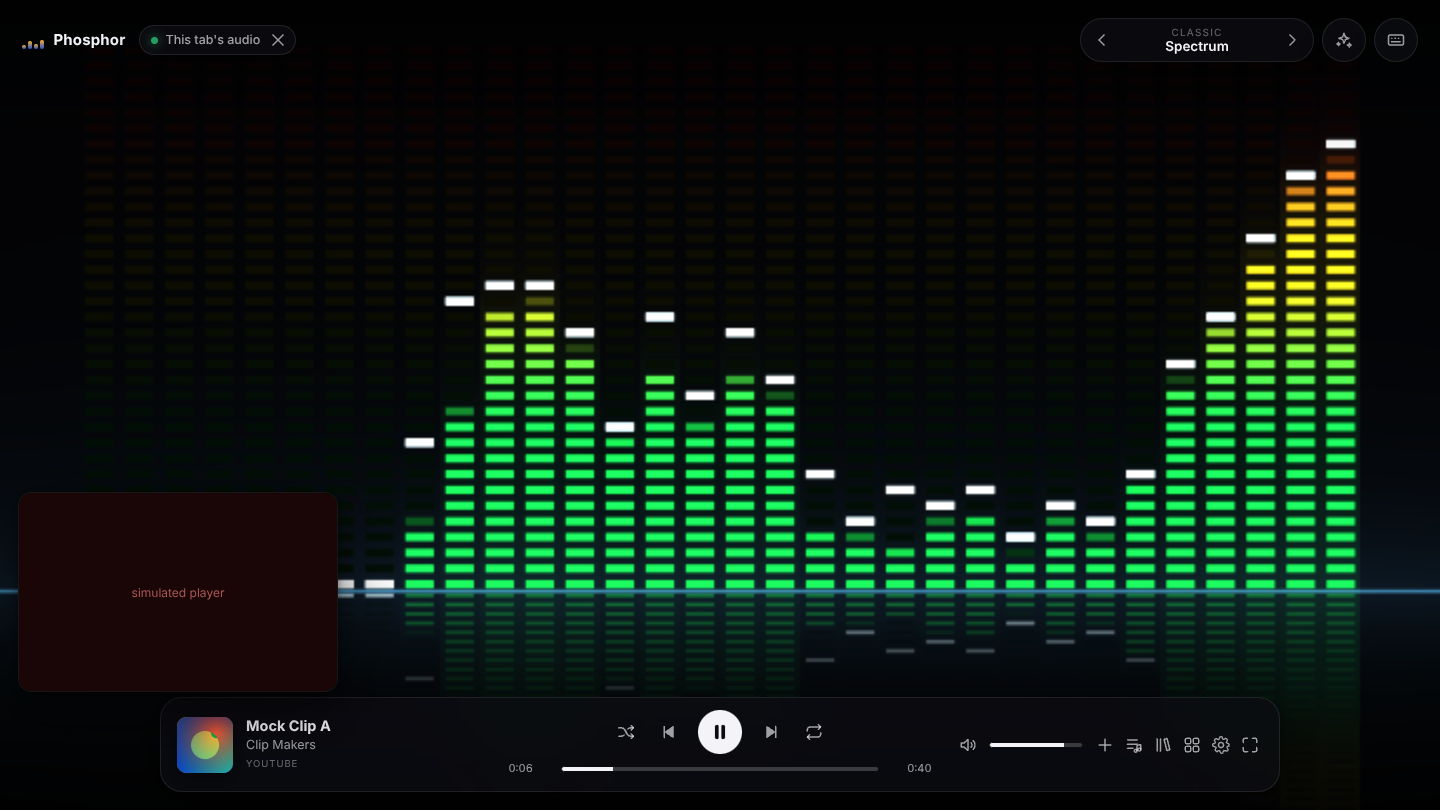 Phosphor
This tab's audio
CLASSIC
Spectrum
simulated player
Mock Clip A
Clip Makers
YOUTUBE
0:06
0:40